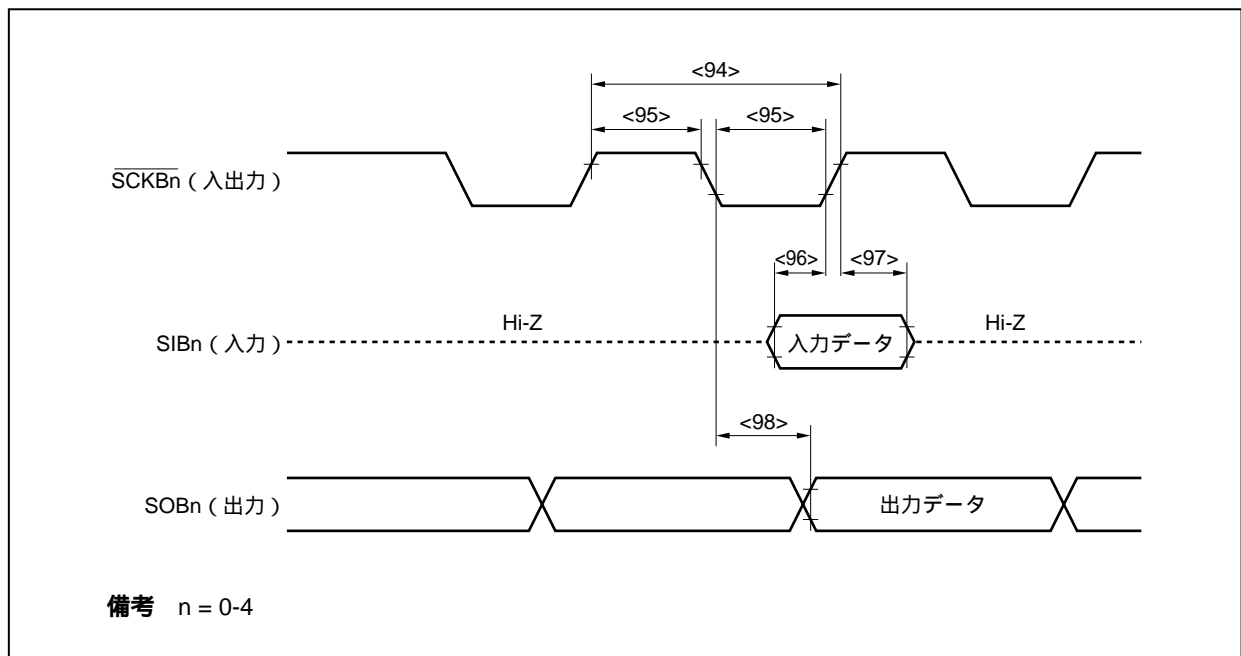 <94>
<95> <95>
SCKBn（入出力）
<96> <97>
Hi-Z Hi-Z
SIBn（入力） 入力データ
<98>
SOBn（出力） 出力データ
備考 n = 0-4